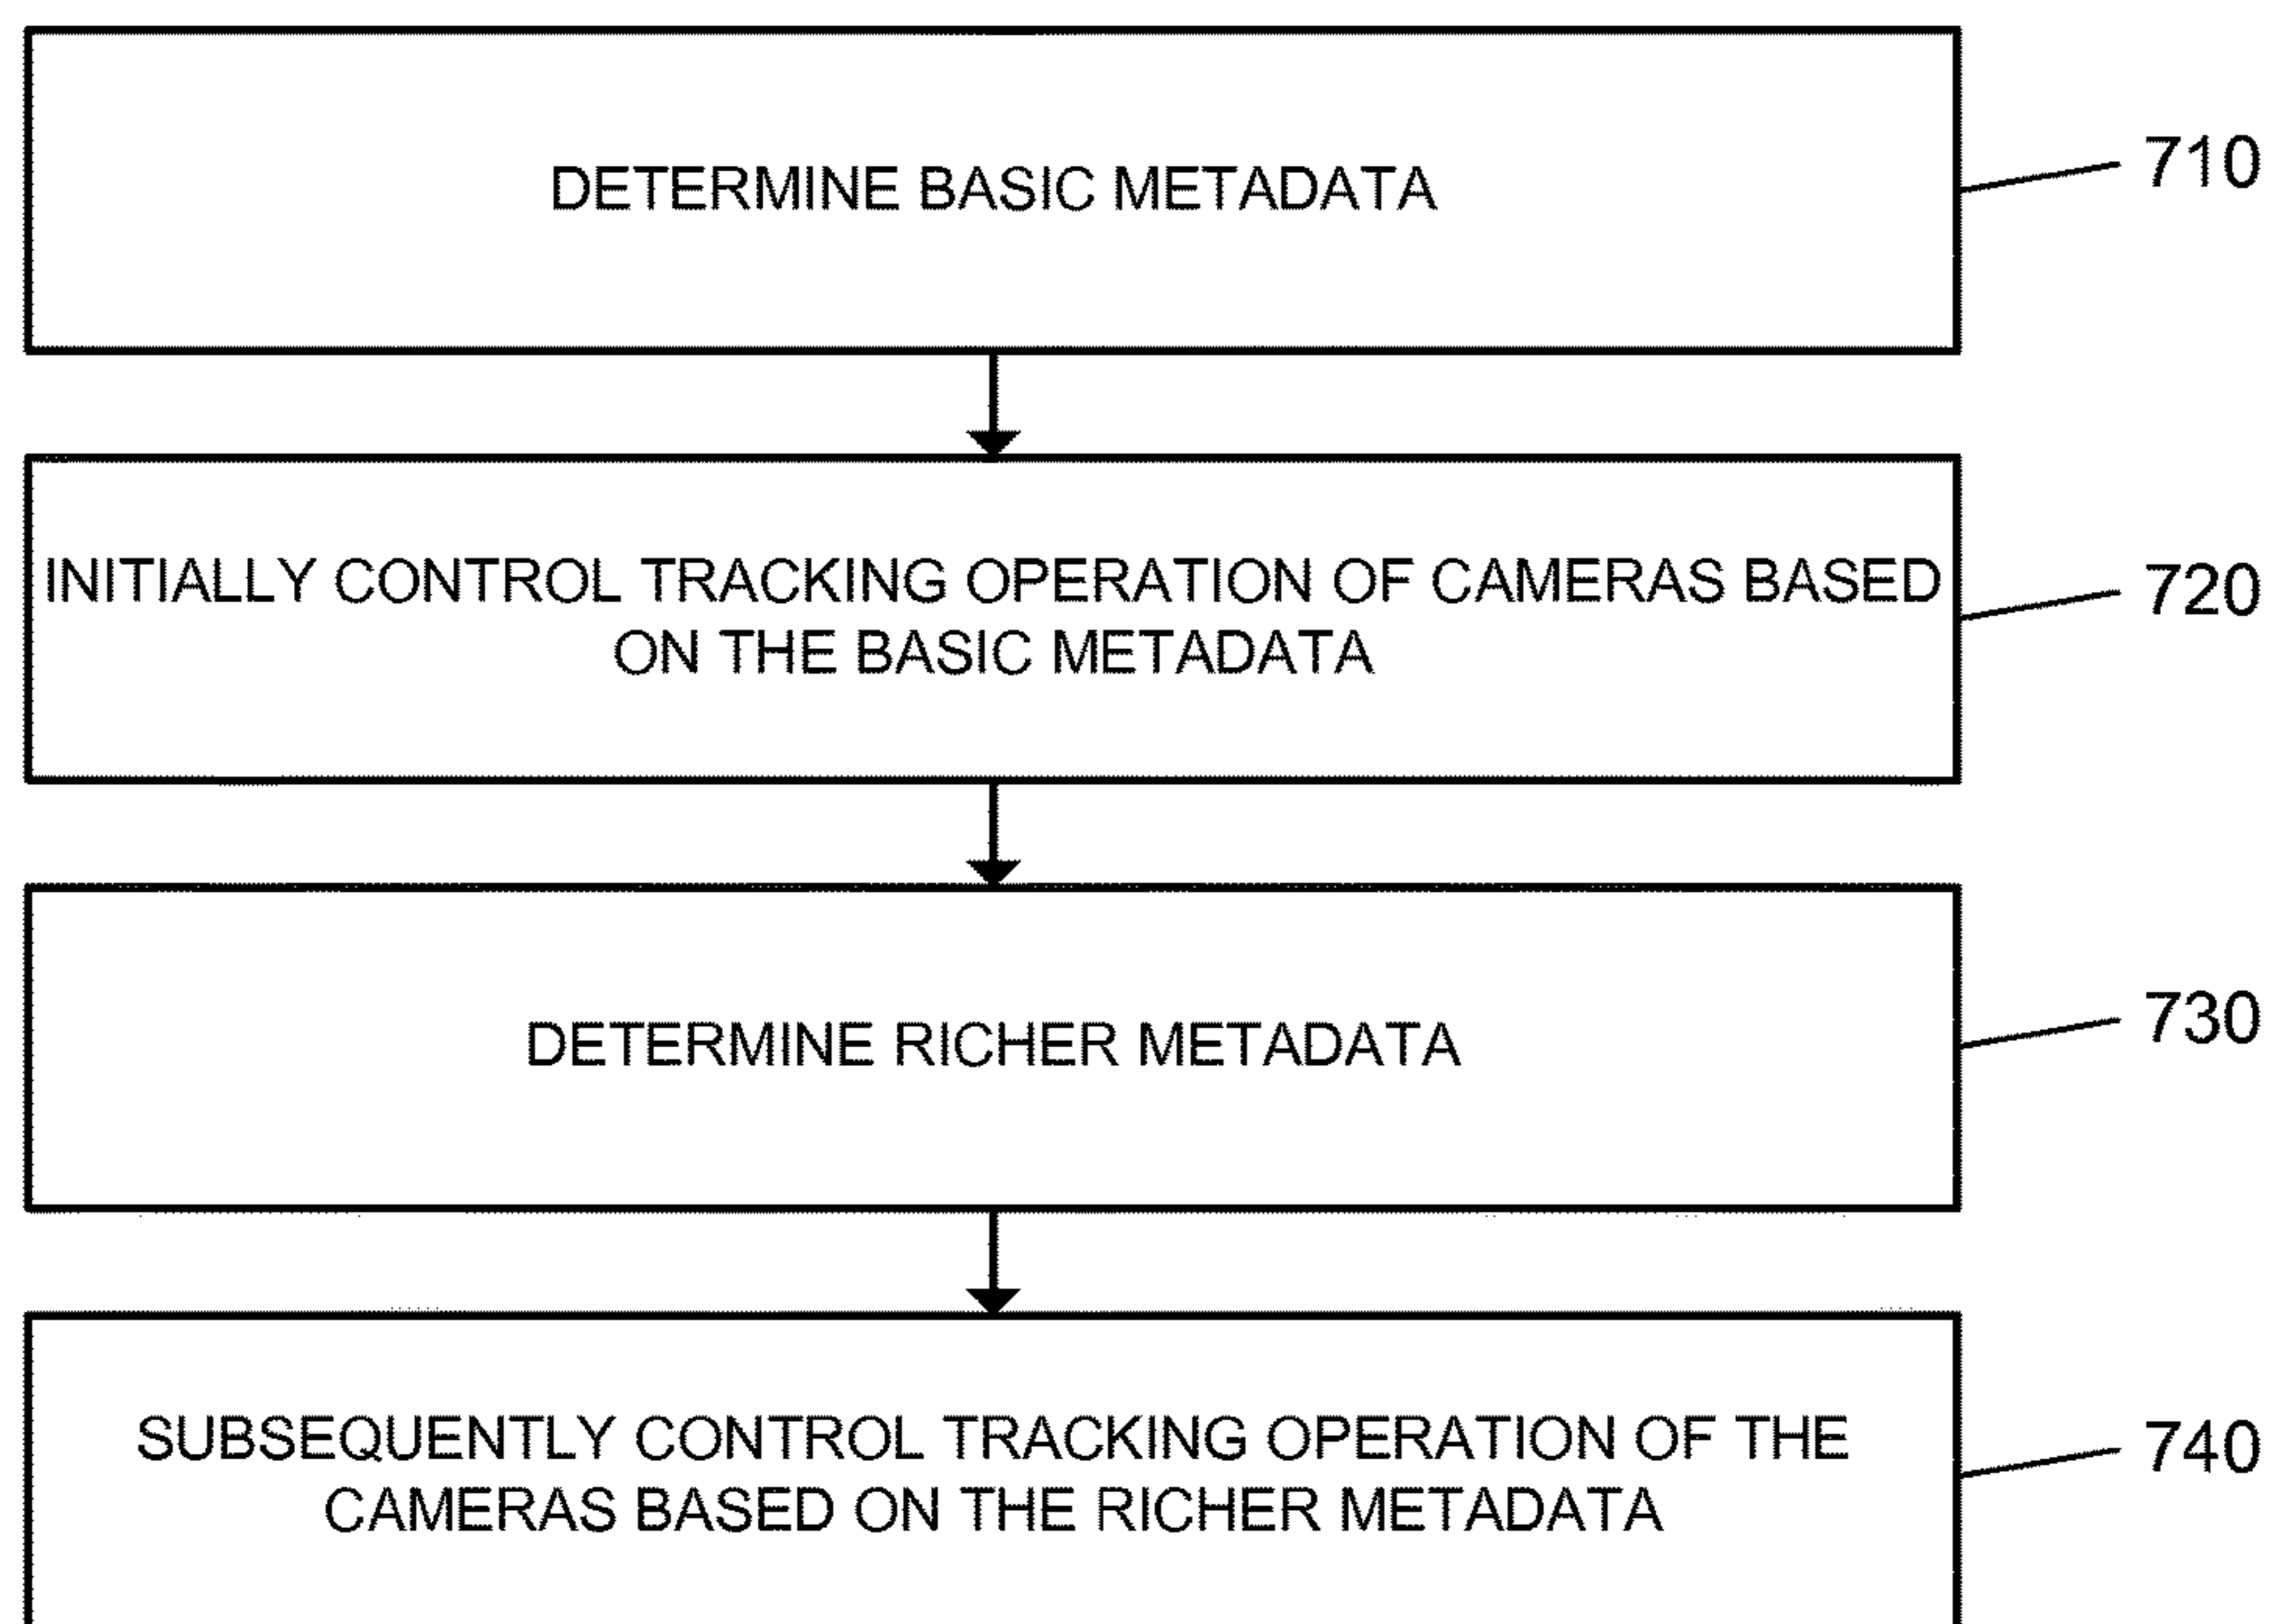 DETERMINE BASIC METADATA
710
INITIALLY CONTROL TRACKING OPERATION OF CAMERAS BASED
ON THE BASIC METADATA
720
DETERMINE RICHER METADATA
730
SUBSEQUENTLY CONTROL TRACKING OPERATION OF THE
CAMERAS BASED ON THE RICHER METADATA
740